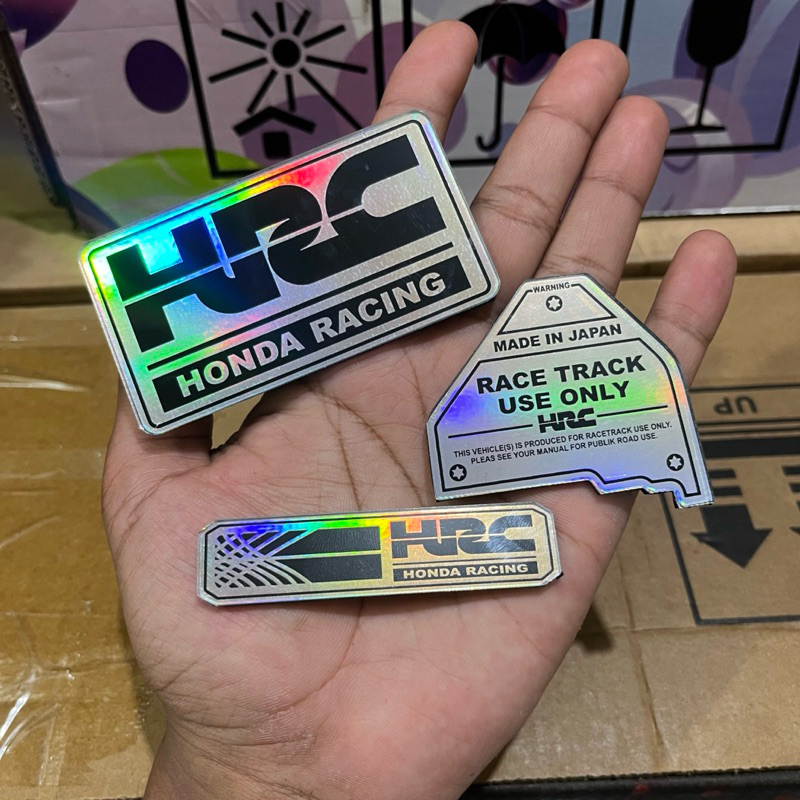 HRC
HONDA RACING
WARNING
MADE IN JAPAN
RACE TRACK
USE ONLY
HRC
THIS VEHICLE(S) IS PRODUCED FOR RACETRACK USE ONLY.
PLEAS SEE YOUR MANUAL FOR PUBLIK ROAD USE.
HRC
HONDA RACING
UP